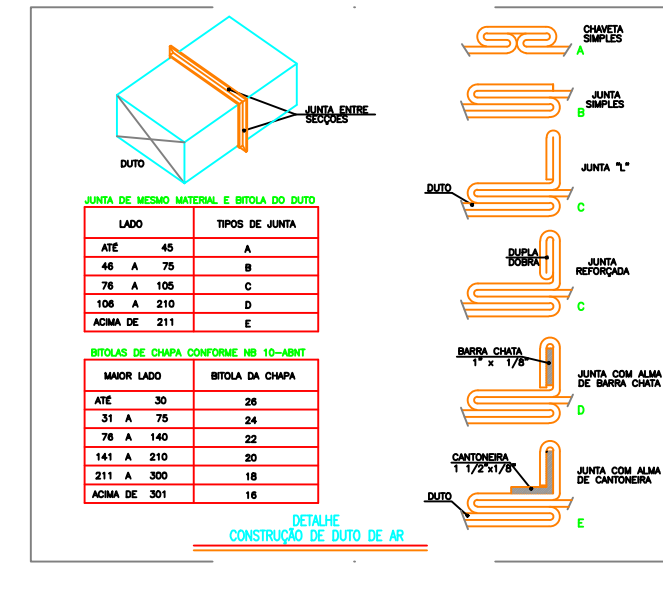 JUNTA ENTRE
SECÇOES
DUTO
JUNTA DE MESMO MATERIAL E BITOLA DO DUTO
LADO TIPOS DE JUNTA
ATÉ 45 A
46 A 75 B
76 A 105 C
106 A 210 D
ACIMA DE 211 E
BITOLAS DE CHAPA CONFORME NB 10-ABNT
MAIOR LADO BITOLA DA CHAPA
ATÉ 30 26
31 A 75 24
76 A 140 22
141 A 210 20
211 A 300 18
ACIMA DE 301 16
DETALHE
CONSTRUÇÃO DE DUTO DE AR
CHAVETA
SIMPLES
A
JUNTA
SIMPLES
B
JUNTA "L"
DUTO
C
DUPLA
DOBRA
JUNTA
REFORÇADA
C
BARRA CHATA
1" x 1/8"
JUNTA COM ALMA
DE BARRA CHATA
D
CANTONEIRA
1 1/2"x1/8"
JUNTA COM ALMA
DE CANTONEIRA
DUTO
E